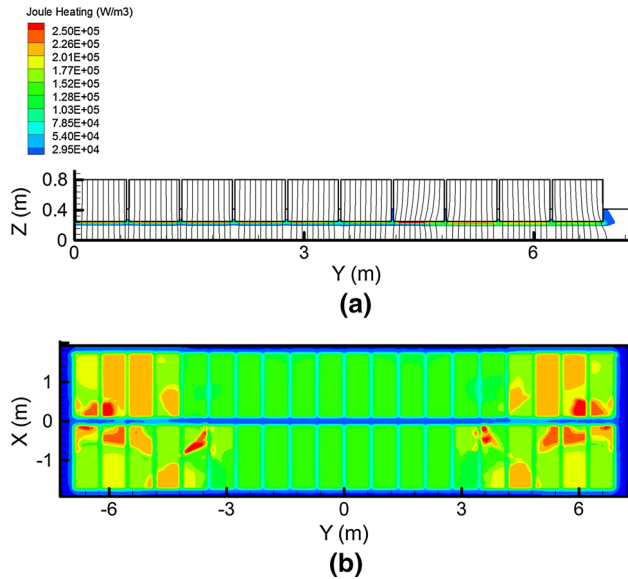 Joule Heating (W/m3)
2.50E+05
2.26E+05
2.01E+05
1.77E+05
1.52E+05
1.28E+05
1.03E+05
7.85E+04
5.40E+04
2.95E+04
Z (m)
0.8
0.4
0
0 3 6
Y (m)
(a)
X (m)
1
0
-1
-6 -3 0 3 6
Y (m)
(b)